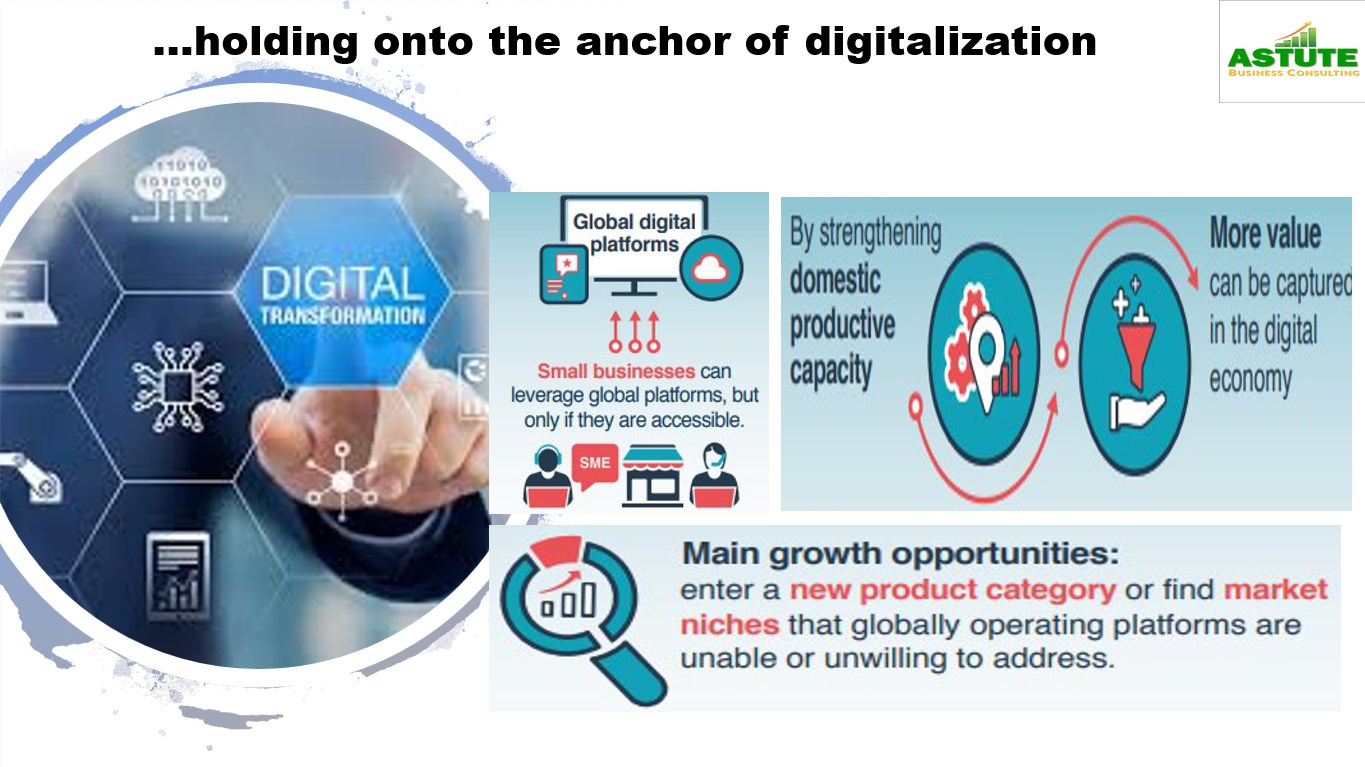 ...holding onto the anchor of digitalization
ASTUTE
BUSINESS CONSULTING
11010
10101010
DIGITAL
TRANSFORMATION
Global digital
platforms
Small businesses can
leverage global platforms, but
only if they are accessible.
SME
By strengthening
domestic
productive
capacity
More value
can be captured
in the digital
economy
Main growth opportunities:
enter a new product category or find market
niches that globally operating platforms are
unable or unwilling to address.